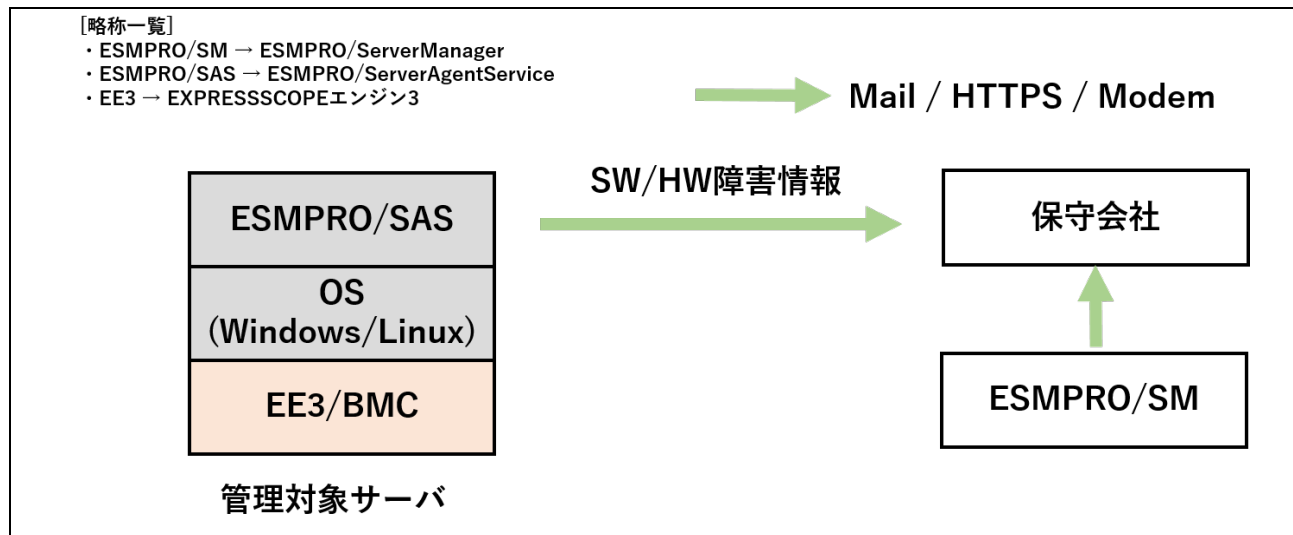 [略称一覧]
・ESMPRO/SM → ESMPRO/ServerManager
・ESMPRO/SAS → ESMPRO/ServerAgentService
・EE3 → EXPRESSSCOPEエンジン3
Mail / HTTPS / Modem
SW/HW障害情報
ESMPRO/SAS
OS
(Windows/Linux)
EE3/BMC
管理対象サーバ
保守会社
ESMPRO/SM